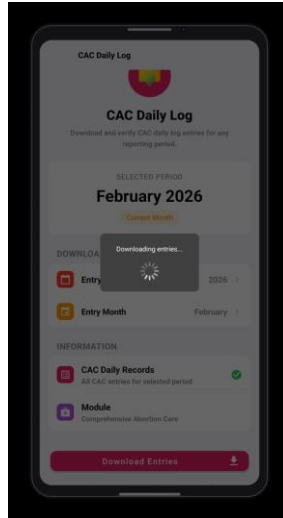 CAC Daily Log
CAC Daily Log
Download and verify CAC daily log entries for any
reporting period.
SELECTED PERIOD
February 2026
Current Month
Downloading entries...
DOWNLOA
Entry 2026
Entry Month February
INFORMATION
CAC Daily Records
All CAC entries for selected period
Module
Comprehensive Abortion Care
Download Entries